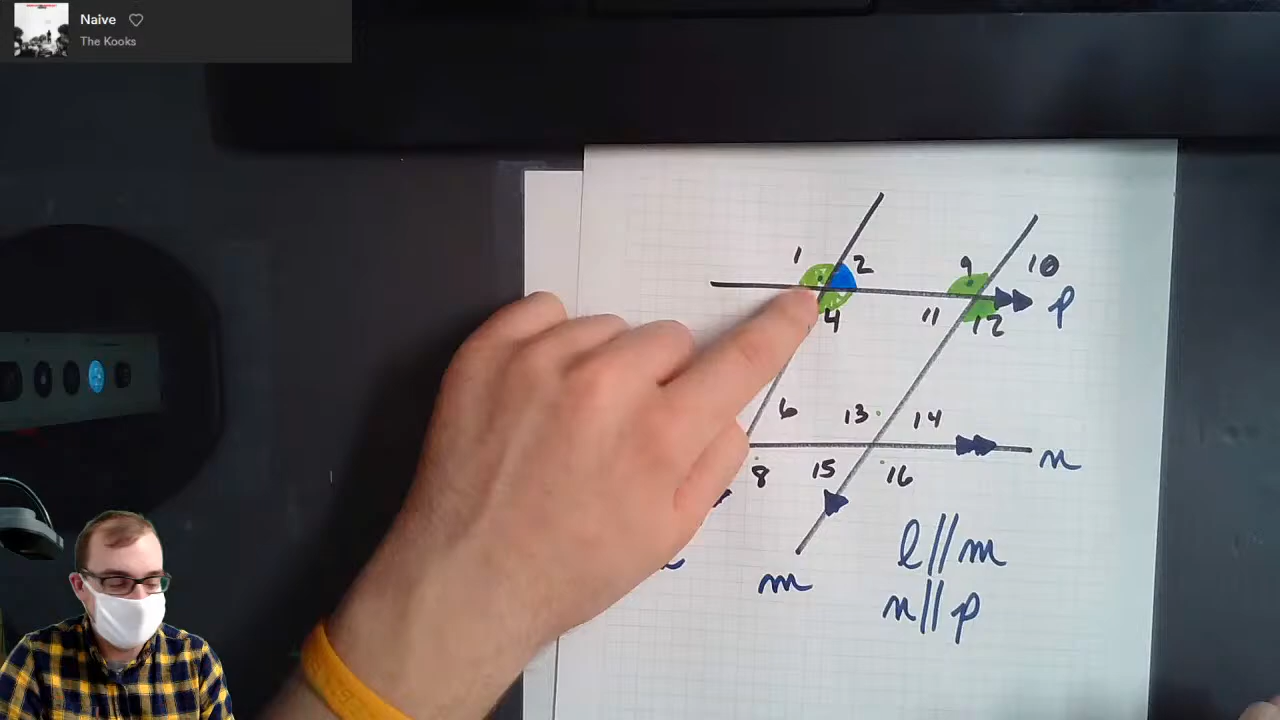 Naive
The Kooks
1 2 9 10
4 11 12 p
6 13 14
8 15 16 n
m
l // m
n // p